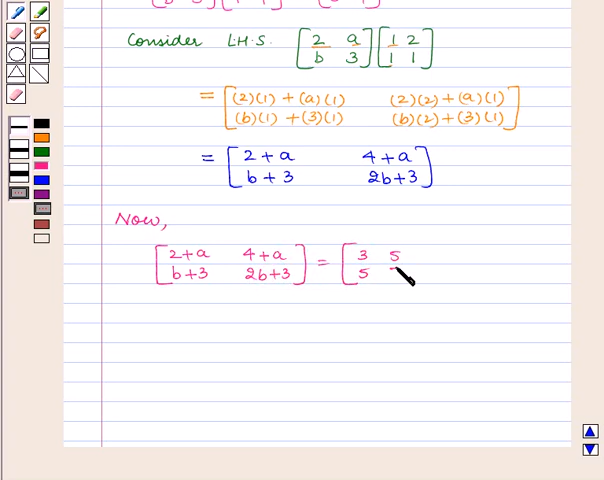 Consider L.H.S. [2 a] [1 2]
[b 3] [1 1]
= [(2)(1)+(a)(1) (2)(2)+(a)(1)]
[(b)(1)+(3)(1) (b)(2)+(3)(1)]
= [2+a 4+a]
[b+3 2b+3]
Now,
[2+a 4+a] = [3 5
[b+3 2b+3] [5